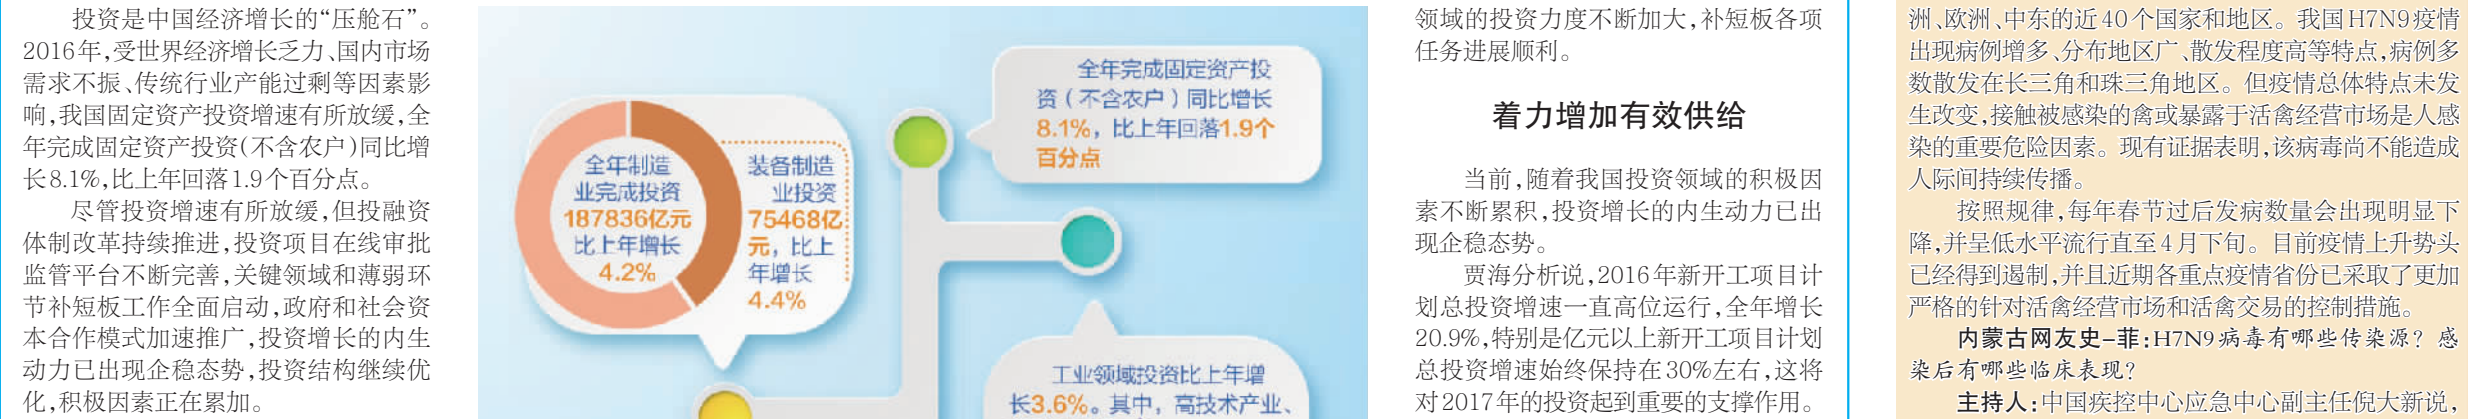 投资是中国经济增长的“压舱石”。
2016年,受世界经济增长乏力、国内市场
需求不振、传统行业产能过剩等因素影
响,我国固定资产投资增速有所放缓,全
年完成固定资产投资(不含农户)同比增
长8.1%,比上年回落1.9个百分点。
尽管投资增速有所放缓,但投融资
体制改革持续推进,投资项目在线审批
监管平台不断完善,关键领域和薄弱环
节补短板工作全面启动,政府和社会资
本合作模式加速推广,投资增长的内生
动力已出现企稳态势,投资结构继续优
化,积极因素正在累加。
全年制造
业完成投资
187836亿元
比上年增长
4.2%
装备制造
业投资
75468亿
元，比上
年增长
4.4%
全年完成固定资产投
资（不含农户）同比增长
8.1%，比上年回落1.9个
百分点
工业领域投资比上年增
长3.6%。其中，高技术产业、
领域的投资力度不断加大,补短板各项
任务进展顺利。
着力增加有效供给
当前,随着我国投资领域的积极因
素不断累积,投资增长的内生动力已出
现企稳态势。
贾海分析说,2016年新开工项目计
划总投资增速一直高位运行,全年增长
20.9%,特别是亿元以上新开工项目计划
总投资增速始终保持在30%左右,这将
对2017年的投资起到重要的支撑作用。
洲、欧洲、中东的近40个国家和地区。我国H7N9疫情
出现病例增多、分布地区广、散发程度高等特点,病例多
数散发在长三角和珠三角地区。但疫情总体特点未发
生改变,接触被感染的禽或暴露于活禽经营市场是人感
染的重要危险因素。现有证据表明,该病毒尚不能造成
人际间持续传播。
按照规律,每年春节过后发病数量会出现明显下
降,并呈低水平流行直至4月下旬。目前疫情上升势头
已经得到遏制,并且近期各重点疫情省份已采取了更加
严格的针对活禽经营市场和活禽交易的控制措施。
内蒙古网友史-菲:H7N9病毒有哪些传染源？感
染后有哪些临床表现?
主持人:中国疾控中心应急中心副主任倪大新说,